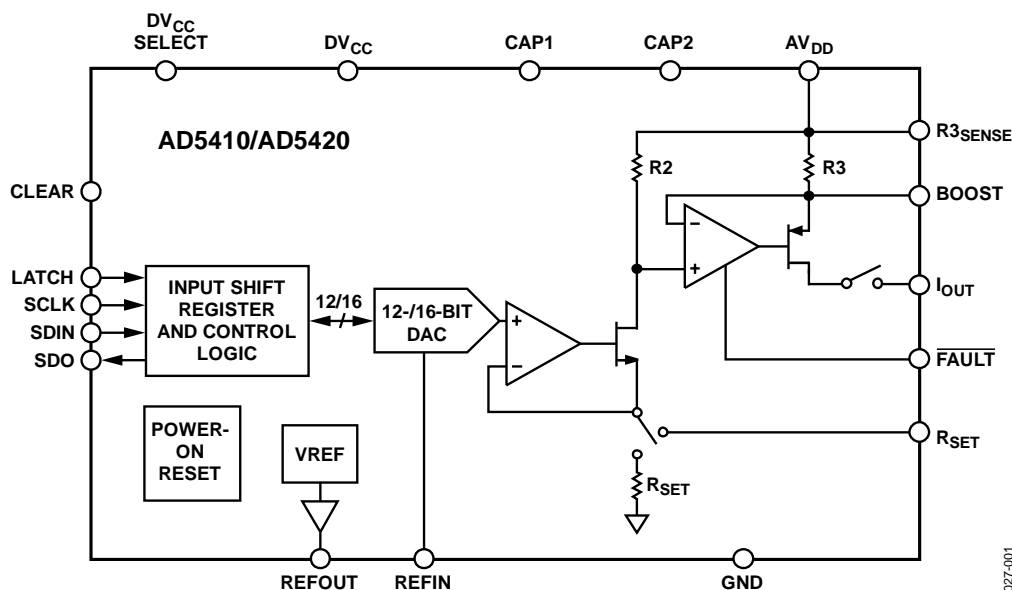 DVCC
SELECT
DVCC
CAP1
CAP2
AVDD
AD5410/AD5420
R3SENSE
R2
R3
CLEAR
BOOST
LATCH
SCLK
SDIN
SDO
INPUT SHIFT
REGISTER
AND CONTROL
LOGIC
12/16
12-/16-BIT
DAC
+
–
–
+
IOUT
FAULT
POWER-
ON
RESET
VREF
RSET
RSET
REFOUT
REFIN
GND
027-001